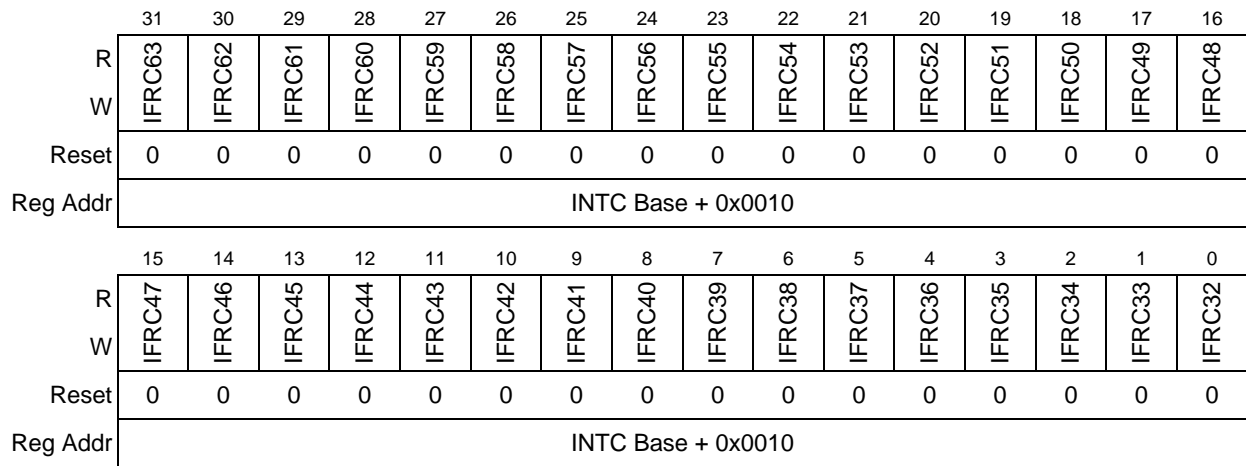 31 30 29 28 27 26 25 24 23 22 21 20 19 18 17 16
R W IFRC63 IFRC62 IFRC61 IFRC60 IFRC59 IFRC58 IFRC57 IFRC56 IFRC55 IFRC54 IFRC53 IFRC52 IFRC51 IFRC50 IFRC49 IFRC48
Reset 0 0 0 0 0 0 0 0 0 0 0 0 0 0 0 0
Reg Addr INTC Base + 0x0010
15 14 13 12 11 10 9 8 7 6 5 4 3 2 1 0
R W IFRC47 IFRC46 IFRC45 IFRC44 IFRC43 IFRC42 IFRC41 IFRC40 IFRC39 IFRC38 IFRC37 IFRC36 IFRC35 IFRC34 IFRC33 IFRC32
Reset 0 0 0 0 0 0 0 0 0 0 0 0 0 0 0 0
Reg Addr INTC Base + 0x0010